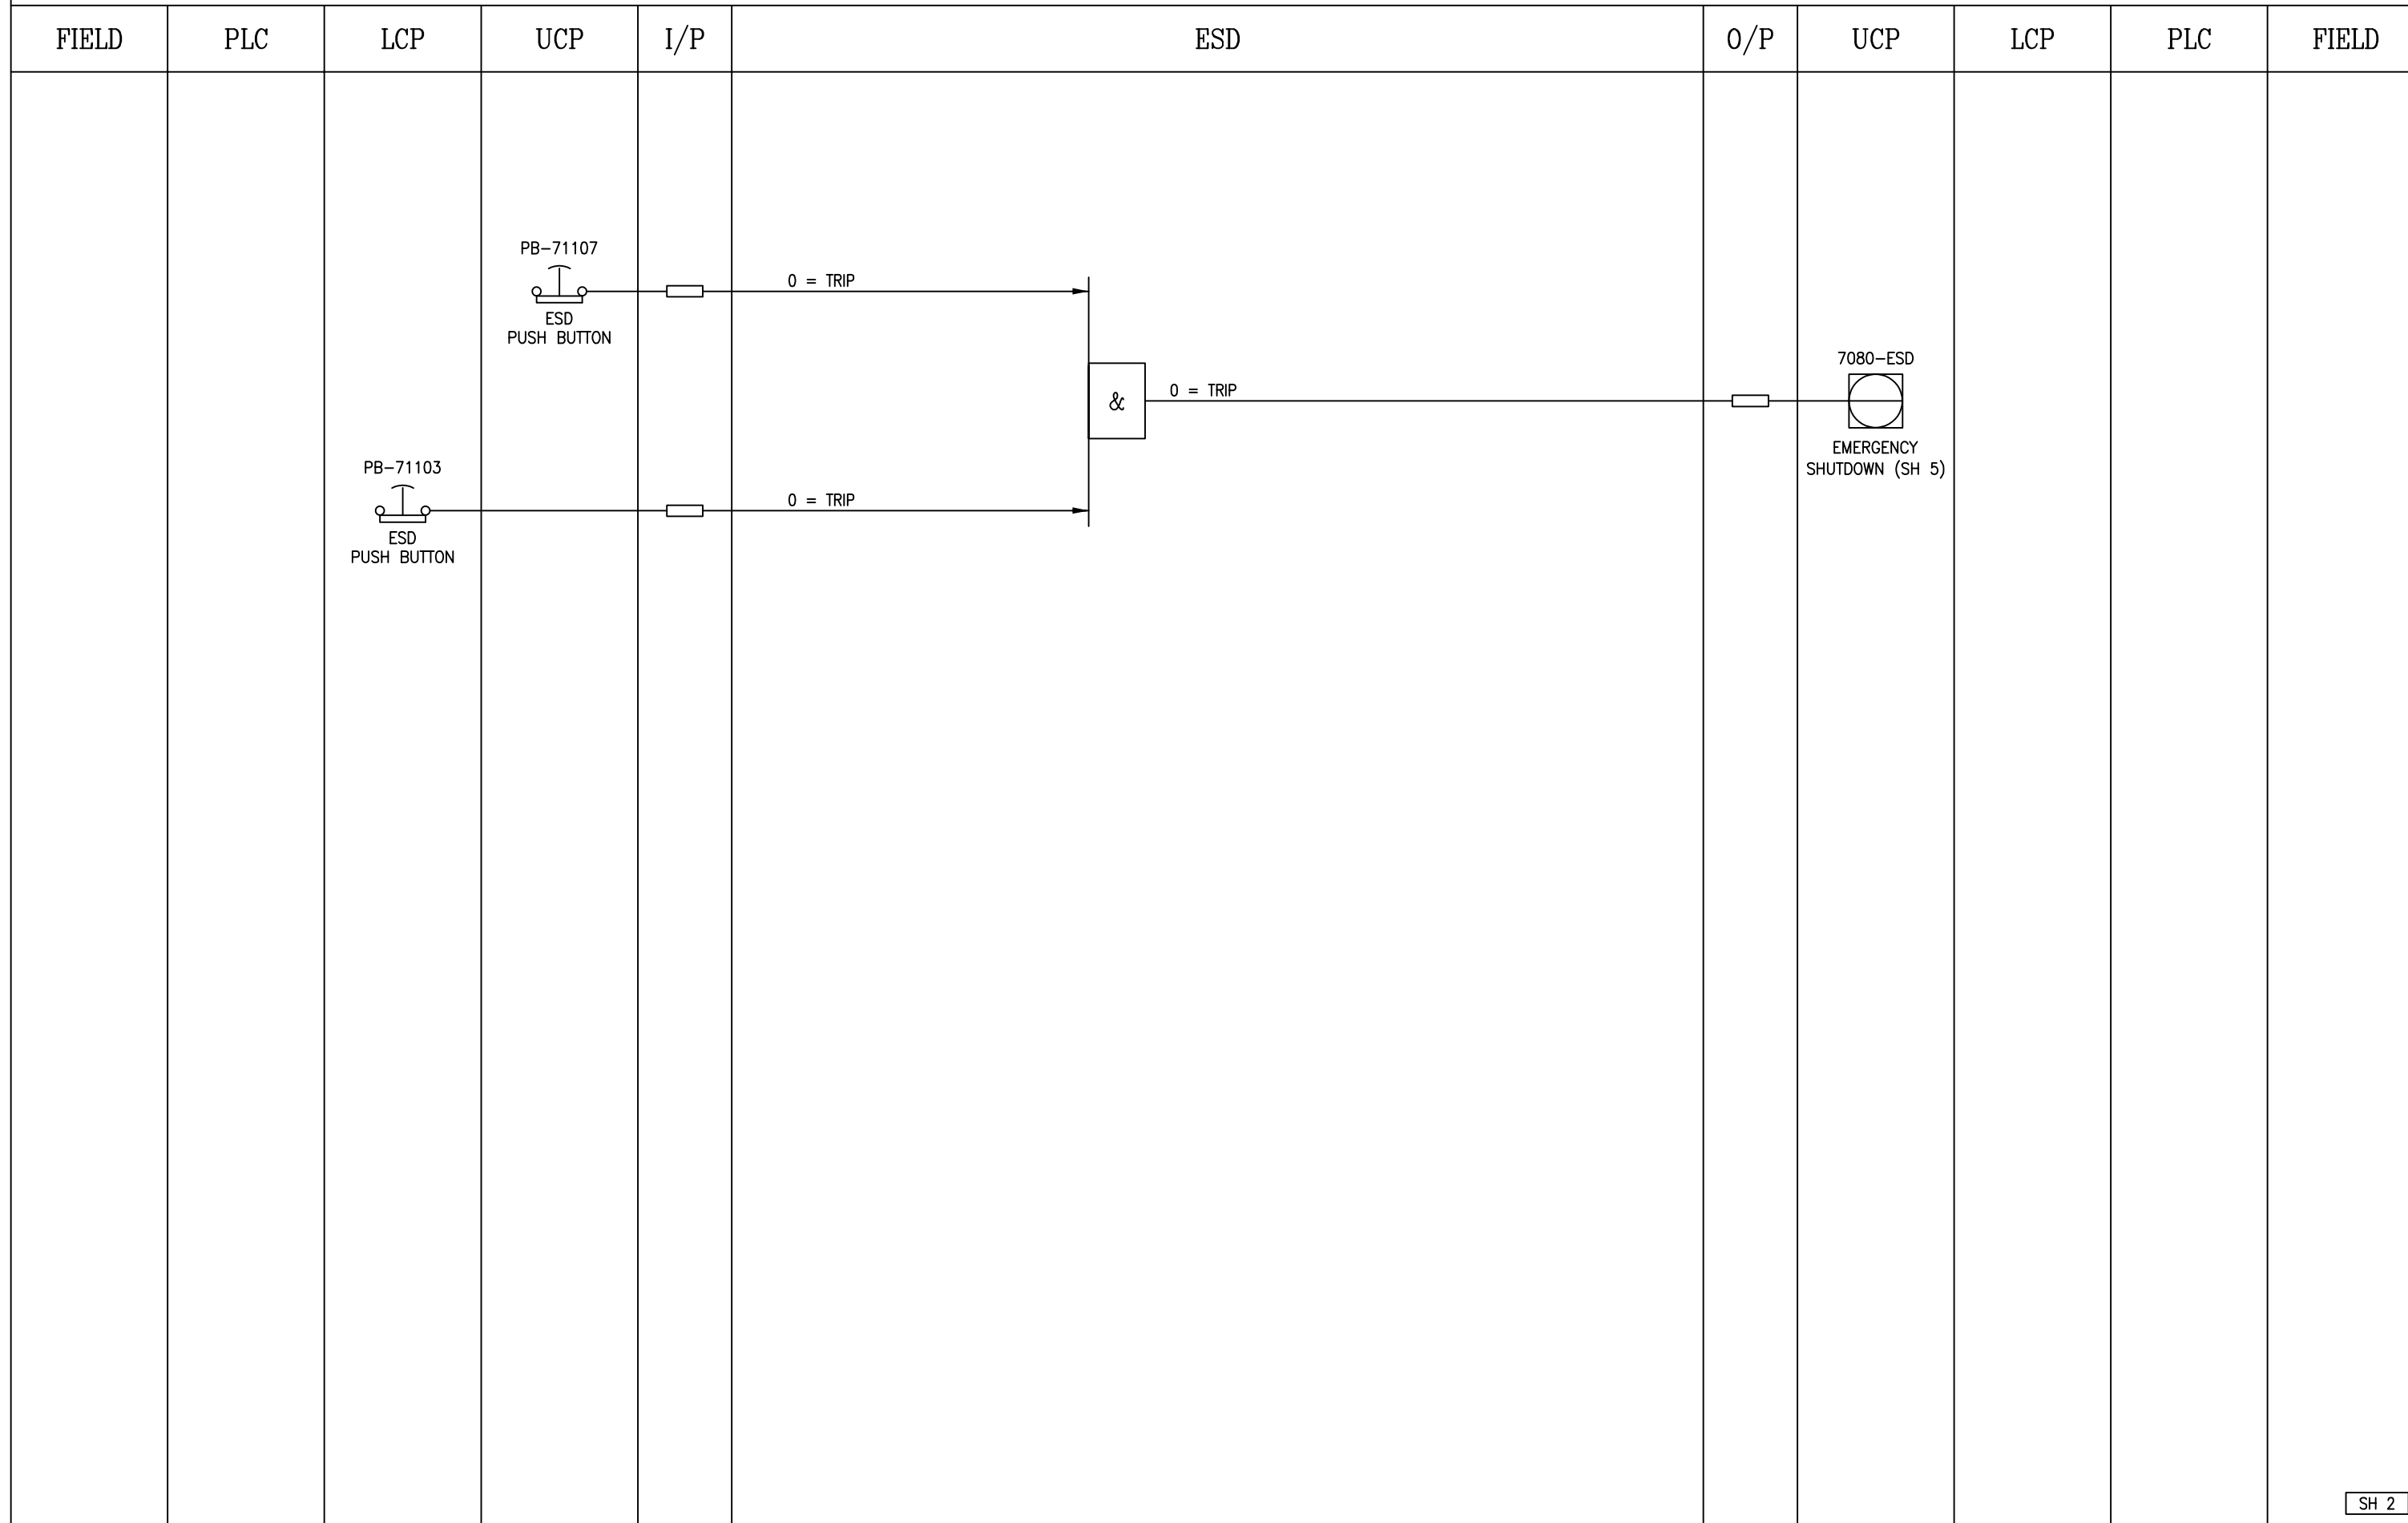 FIELD PLC LCP UCP I/P ESD O/P UCP LCP PLC FIELD
PB-71107
0 = TRIP
ESD
PUSH BUTTON
7080-ESD
0 = TRIP
&
EMERGENCY
SHUTDOWN (SH 5)
PB-71103
0 = TRIP
ESD
PUSH BUTTON
SH 2